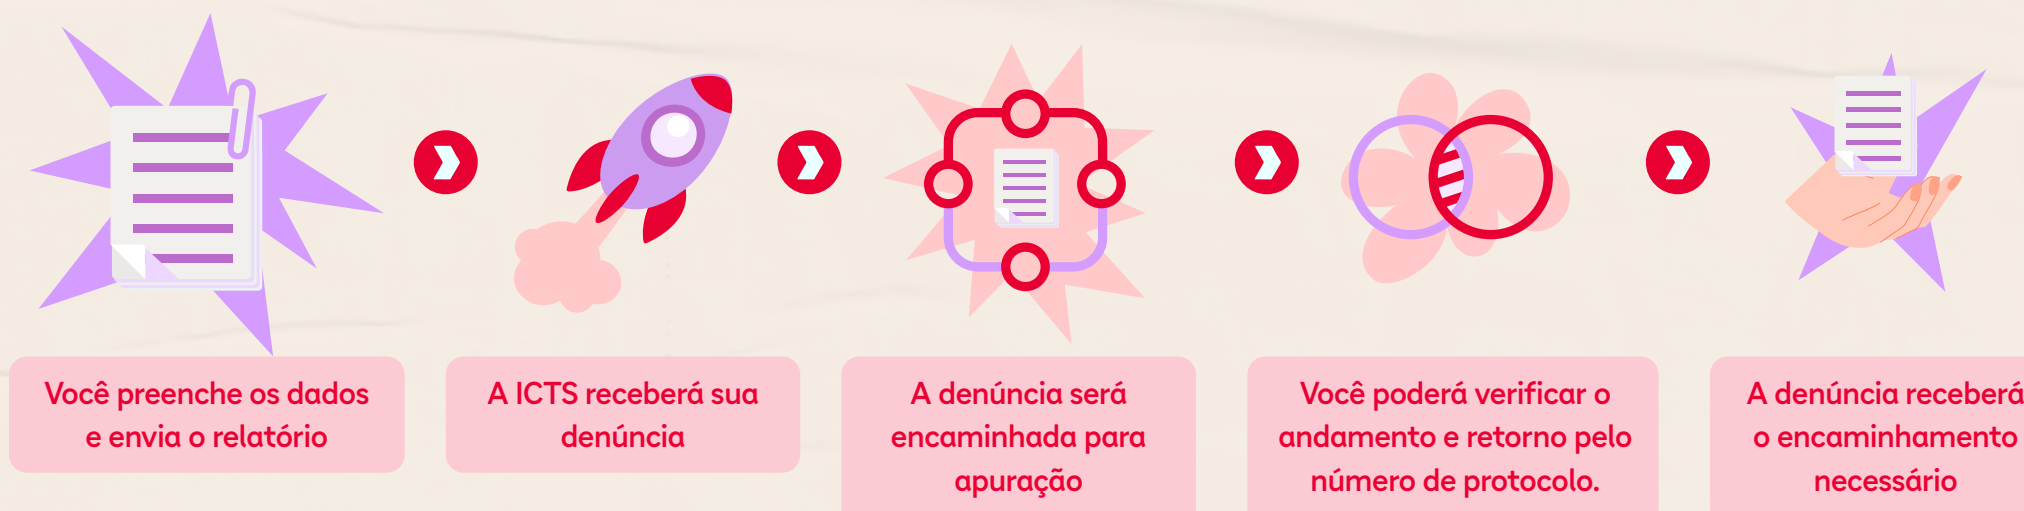 Você preenche os dados
e envia o relatório
A ICTS receberá sua
denúncia
A denúncia será
encaminhada para
apuração
Você poderá verificar o
andamento e retorno pelo
número de protocolo.
A denúncia receberá
o encaminhamento
necessário